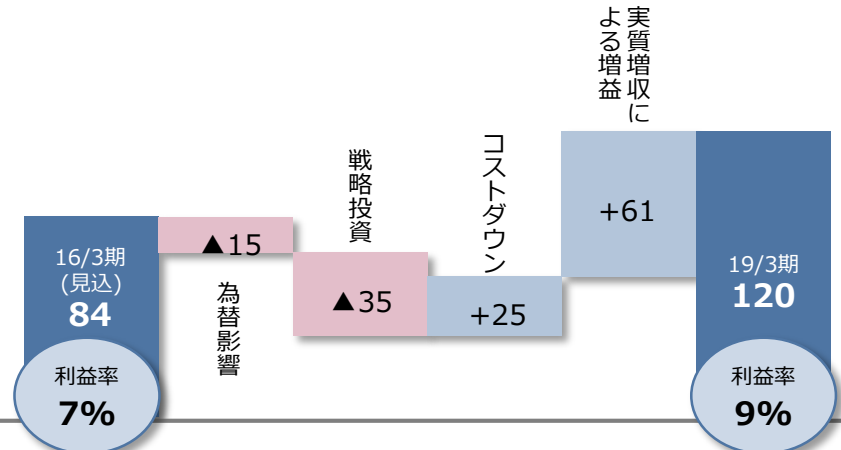 16/3期
(見込)
84
利益率
7%
▲15
為替影響
戦略投資
▲35
コストダウン
+25
実質増収に
よる増益
+61
19/3期
120
利益率
9%